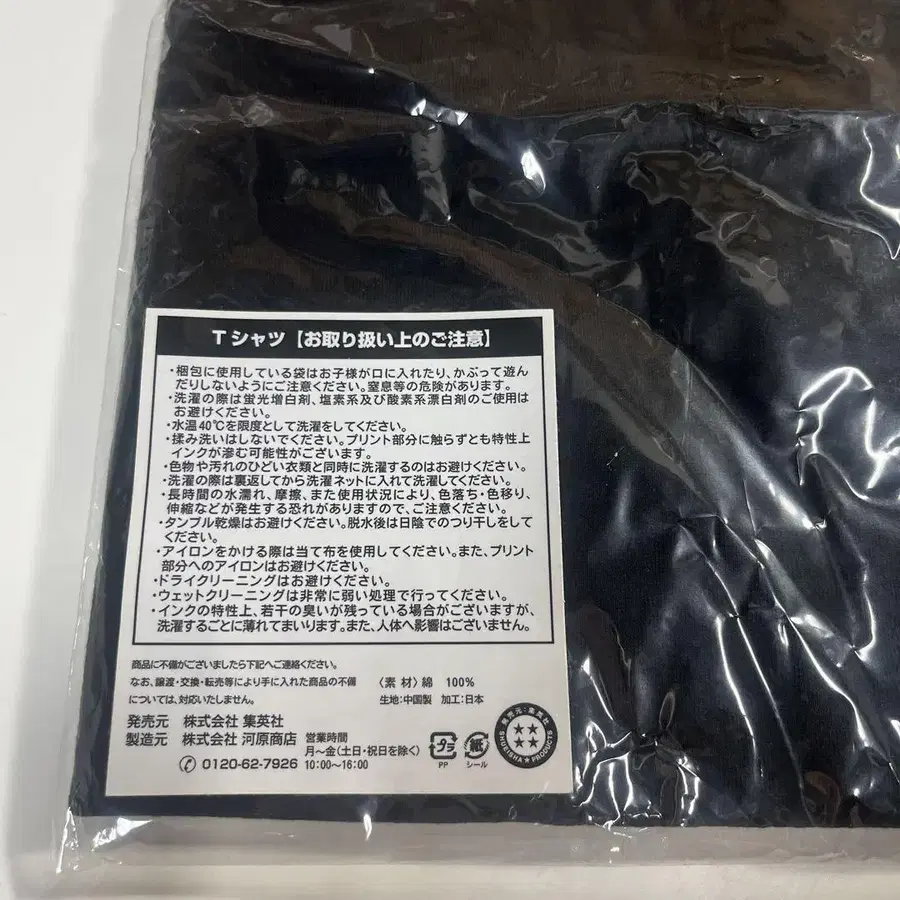 Tシャツ【お取り扱い上のご注意】
・梱包に使用している袋はお子様が口に入れたり、かぶって遊ん
だりしないようにご注意ください。窒息等の危険があります。
・洗濯の際は蛍光増白剤、塩素系及び酸素系漂白剤のご使用は
お避けください。
・水温40℃を限度として洗濯をしてください。
・揉み洗いはしないでください。プリント部分に触らずとも特性上
インクが滲む可能性がございます。
・色物や汚れのひどい衣類と同時に洗濯するのはお避けください。
・洗濯の際は裏返してから洗濯ネットに入れて洗濯してください。
・長時間の水濡れ、摩擦、また使用状況により、色落ち・色移り、
伸縮などが発生する恐れがありますので、ご注意ください。
・タンブル乾燥はお避けください。脱水後は日陰でのつり干しをして
ください。
・アイロンをかける際は当て布を使用してください。また、プリント
部分へのアイロンはお避けください。
・ドライクリーニングはお避けください。
・ウェットクリーニングは非常に弱い処理で行ってください。
・インクの特性上、若干の臭いが残っている場合がございますが、
洗濯するごとに薄れてまいります。また、人体へ影響はございません。
商品に不備がございましたら下記へご連絡ください。
なお、譲渡・交換・転売等により手に入れた商品の不備
については、対応いたしません。
〈素材〉綿 100%
生地:中国製 加工:日本
発売元 株式会社 集英社
製造元 株式会社 河原商店
0120-62-7926
営業時間
月〜金(土日・祝日を除く)
10:00〜16:00
プラ
PP
紙
シール
発売元:集英社
SHUEISHA PRODUCTS